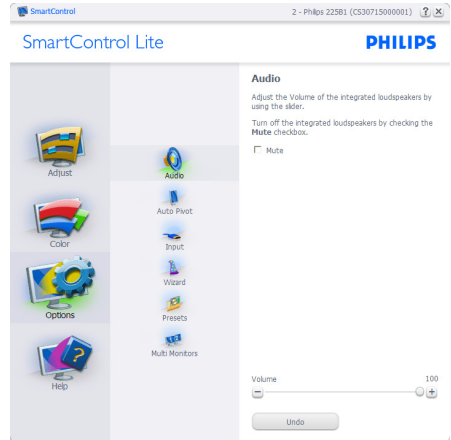 SmartControl
2 - Philips 225B1 (CS30715000001)
SmartControl Lite
PHILIPS
Adjust
Color
Options
Help
Audio
Auto Pivot
Input
Wizard
Presets
Multi Monitors
Audio
Adjust the Volume of the integrated loudspeakers by
using the slider.
Turn off the integrated loudspeakers by checking the
Mute checkbox.
Mute
Volume
100
Undo